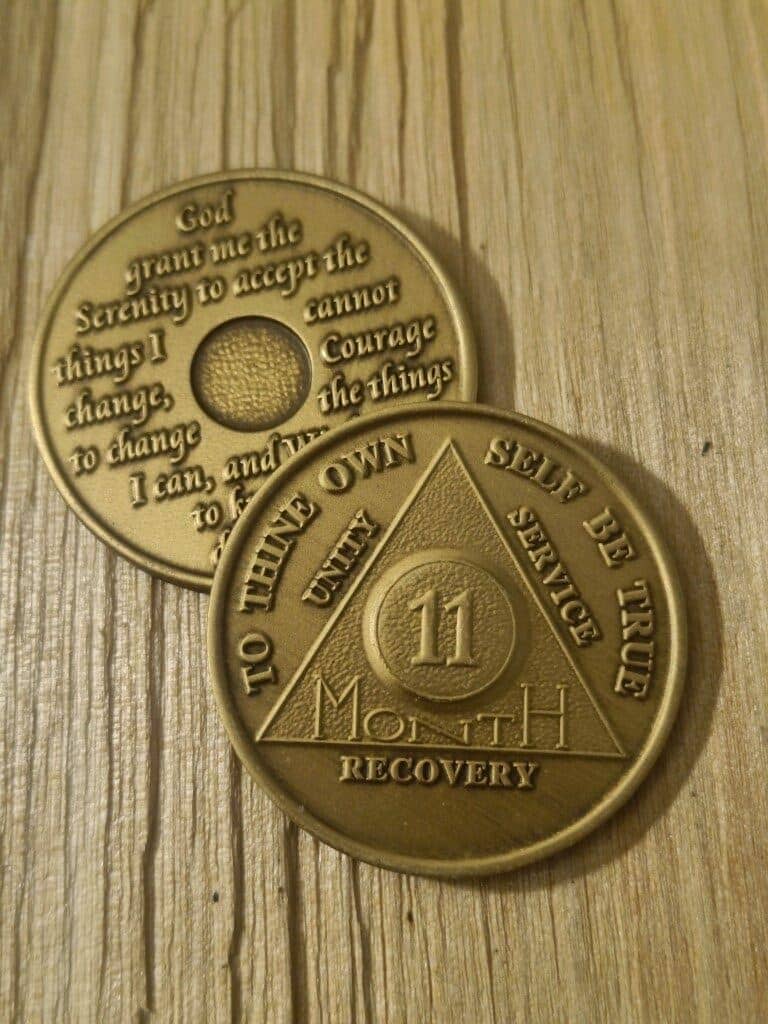 God
grant me the
Serenity to accept the
things I cannot
change, Courage
to change the things
I can, and
to
TO THINE OWN SELF BE TRUE
UNITY
SERVICE
11
MONTH
RECOVERY